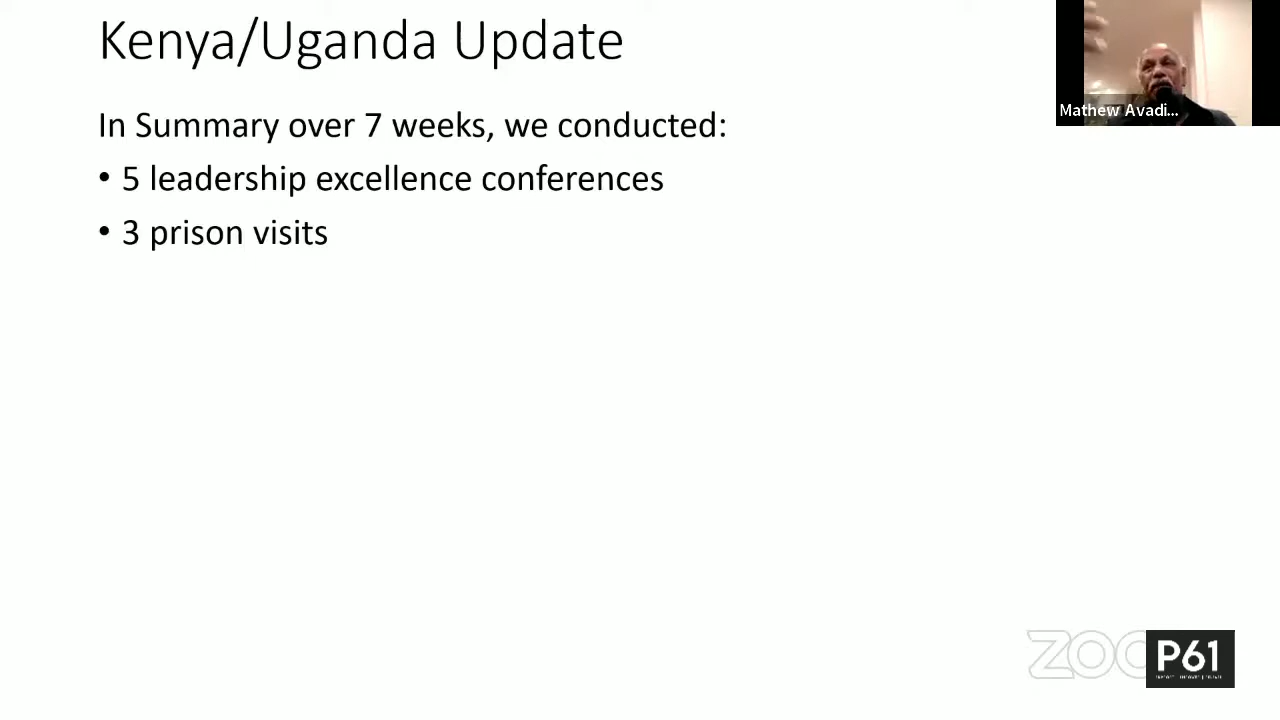 Kenya/Uganda Update
Mathew Avadi...
In Summary over 7 weeks, we conducted:
• 5 leadership excellence conferences
• 3 prison visits
P61